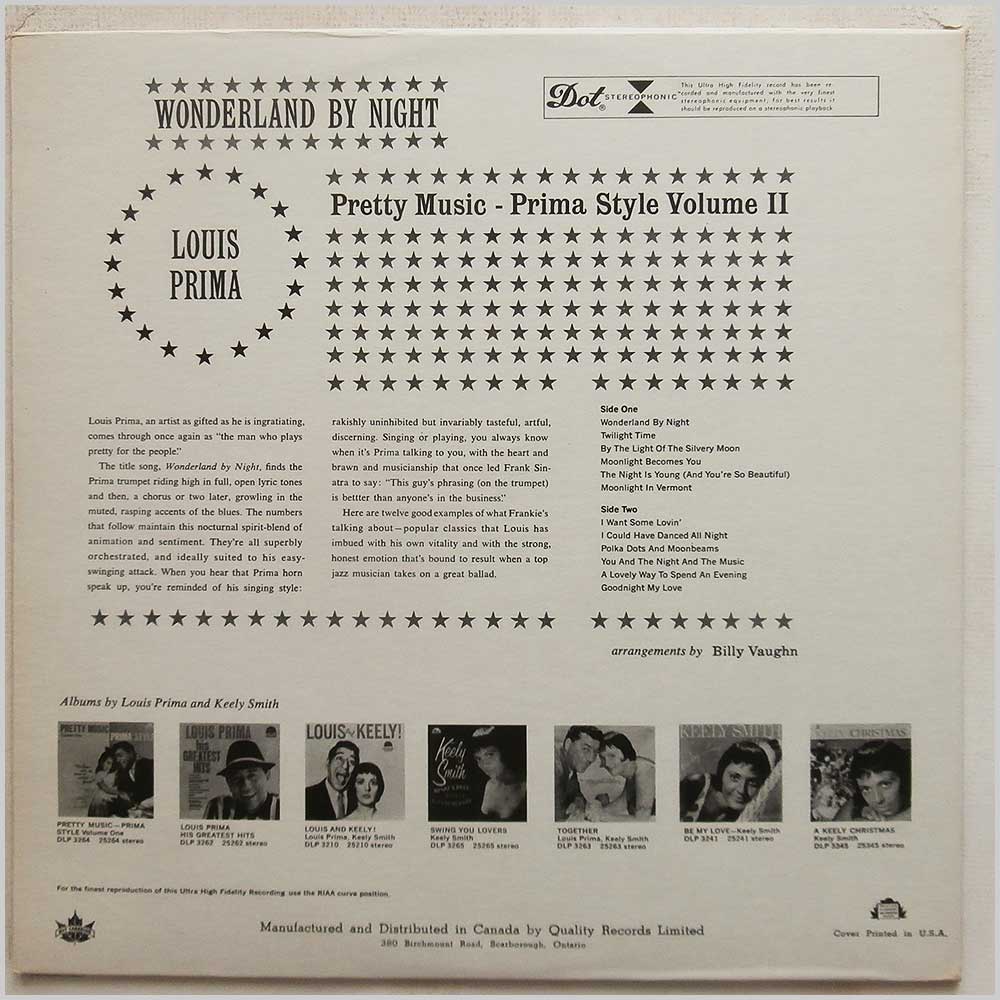 WONDERLAND BY NIGHT
Dot® STEREOPHONIC
This Ultra High Fidelity record has been re-
corded and manufactured with the very finest
stereophonic equipment, for best results it
should be reproduced on a stereophonic playback
LOUIS
PRIMA
Pretty Music - Prima Style Volume II
Louis Prima, an artist as gifted as he is ingratiating,
comes through once again as "the man who plays
pretty for the people."
The title song, Wonderland by Night, finds the
Prima trumpet riding high in full, open lyric tones
and then, a chorus or two later, growling in the
muted, rasping accents of the blues. The numbers
that follow maintain this nocturnal spirit-blend of
animation and sentiment. They're all superbly
orchestrated, and ideally suited to his easy-
swinging attack. When you hear that Prima horn
speak up, you're reminded of his singing style:
rakishly uninhibited but invariably tasteful, artful,
discerning. Singing or playing, you always know
when it's Prima talking to you, with the heart and
brawn and musicianship that once led Frank Sin-
atra to say: "This guy's phrasing (on the trumpet)
is bettter than anyone's in the business."
Here are twelve good examples of what Frankie's
talking about—popular classics that Louis has
imbued with his own vitality and with the strong,
honest emotion that's bound to result when a top
jazz musician takes on a great ballad.
Side One
Wonderland By Night
Twilight Time
By The Light Of The Silvery Moon
Moonlight Becomes You
The Night Is Young (And You're So Beautiful)
Moonlight In Vermont
Side Two
I Want Some Lovin'
I Could Have Danced All Night
Polka Dots And Moonbeams
You And The Night And The Music
A Lovely Way To Spend An Evening
Goodnight My Love
arrangements by Billy Vaughn
Albums by Louis Prima and Keely Smith
PRETTY MUSIC
PRIMA STYLE
LOUIS PRIMA
his
GREATEST
HITS
LOUIS and KEELY!
Keely
Smith
KEELY SMITH
A KEELY CHRISTMAS
PRETTY MUSIC—PRIMA
STYLE Volume One
DLP 3264 25264 stereo
LOUIS PRIMA
HIS GREATEST HITS
DLP 3262 25262 stereo
LOUIS AND KEELY!
Louis Prima, Keely Smith
DLP 3210 25210 stereo
SWING YOU LOVERS
Keely Smith
DLP 3265 25265 stereo
TOGETHER
Louis Prima, Keely Smith
DLP 3263 25263 stereo
BE MY LOVE—Keely Smith
DLP 3241 25241 stereo
A KEELY CHRISTMAS
Keely Smith
DLP 3345 25345 stereo
For the finest reproduction of this Ultra High Fidelity Recording use the RIAA curve position.
Manufactured and Distributed in Canada by Quality Records Limited
380 Birchmount Road, Scarborough, Ontario
Cover Printed in U.S.A.